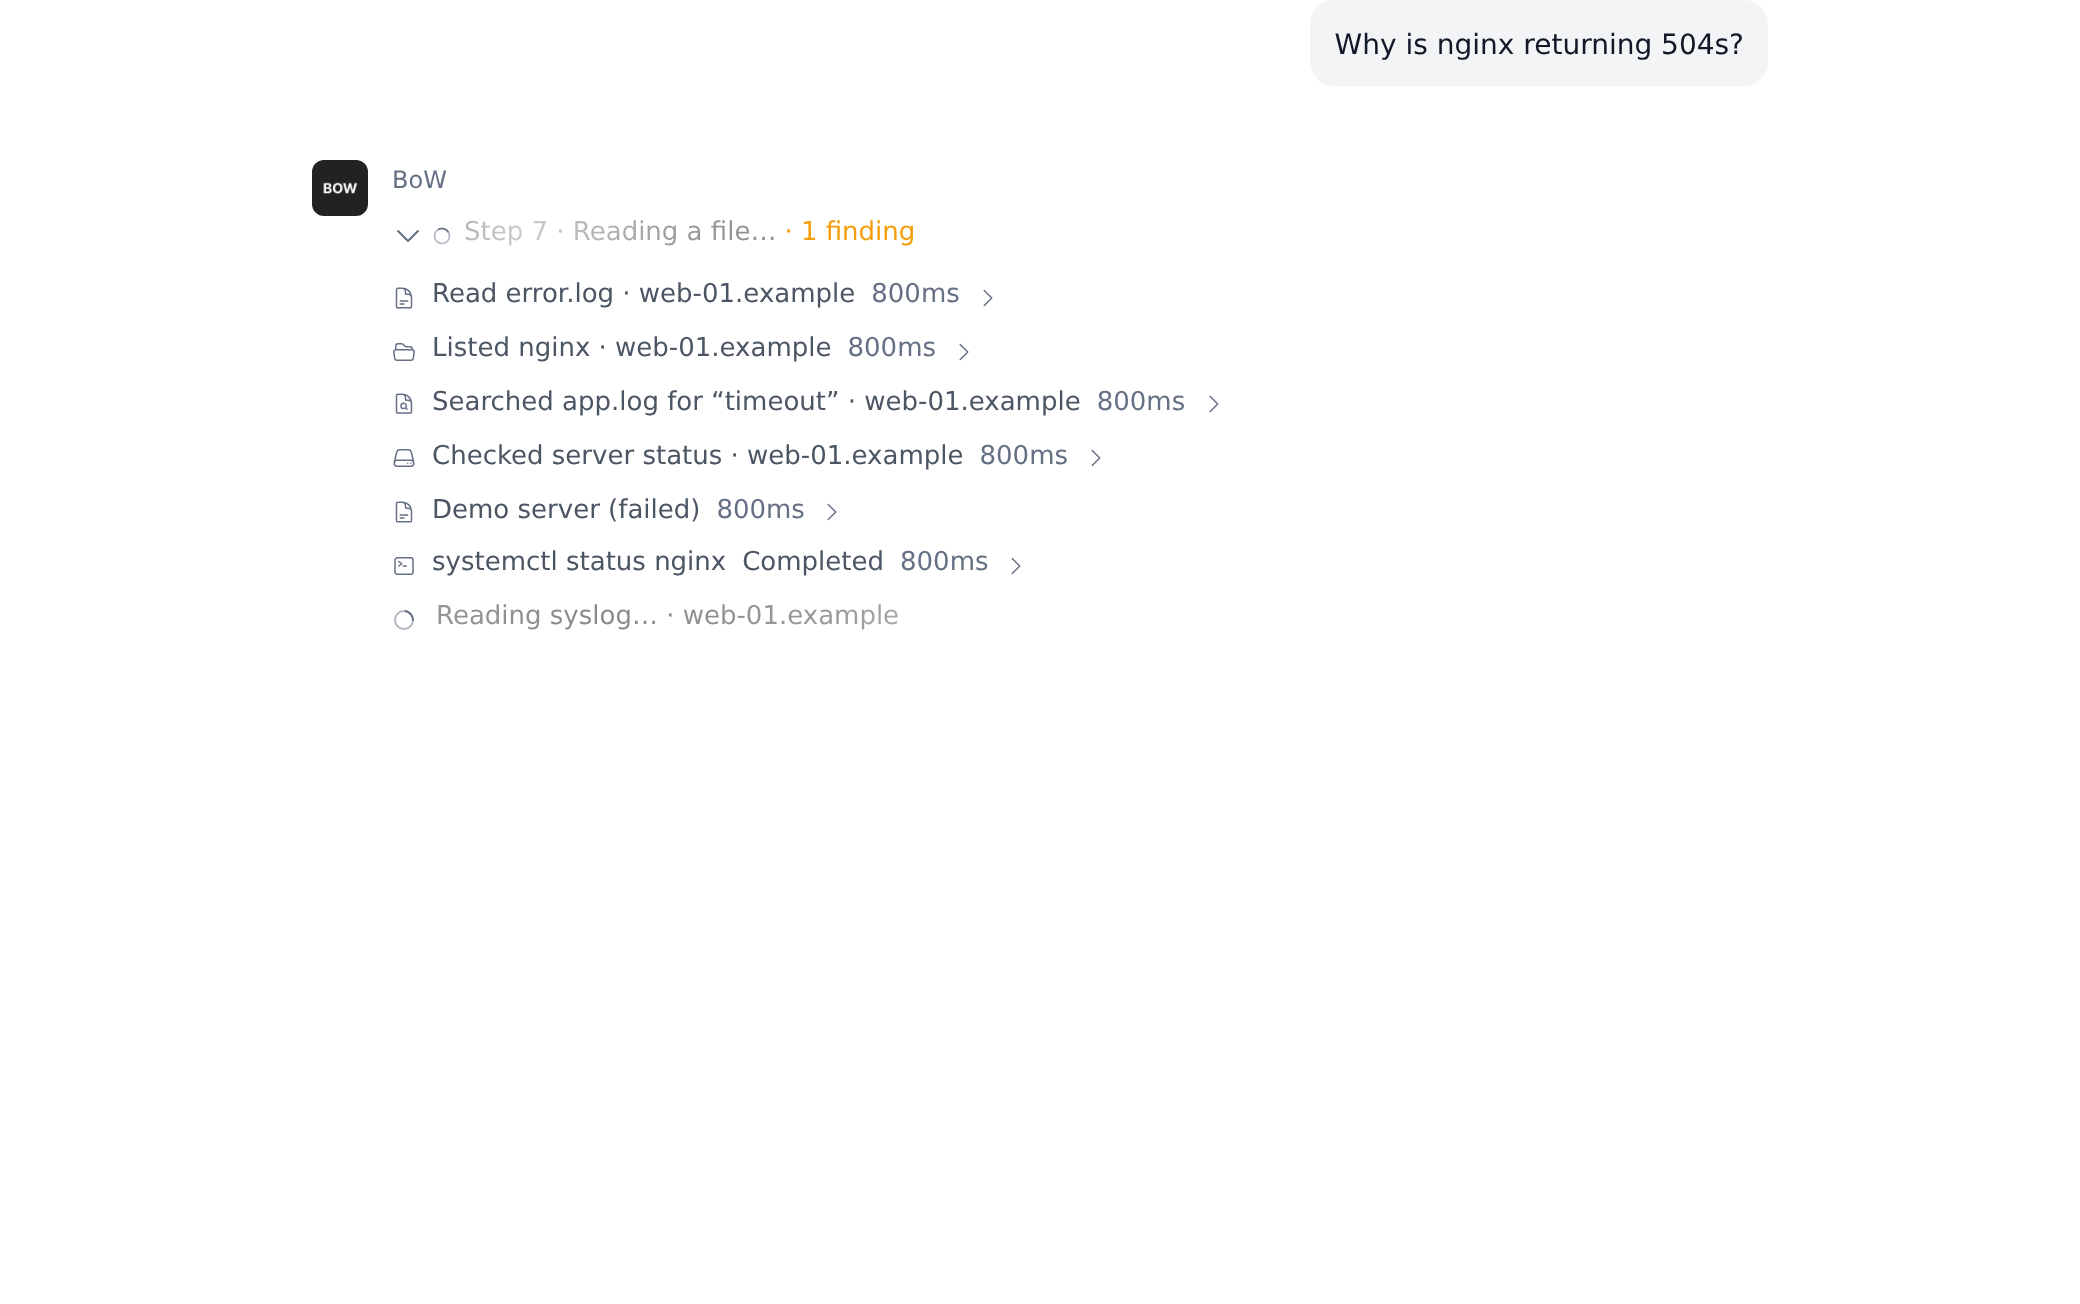 Why is nginx returning 504s?
BOW
BoW
Step 7 · Reading a file… · 1 finding
Read error.log · web-01.example 800ms
Listed nginx · web-01.example 800ms
Searched app.log for “timeout” · web-01.example 800ms
Checked server status · web-01.example 800ms
Demo server (failed) 800ms
systemctl status nginx Completed 800ms
Reading syslog… · web-01.example